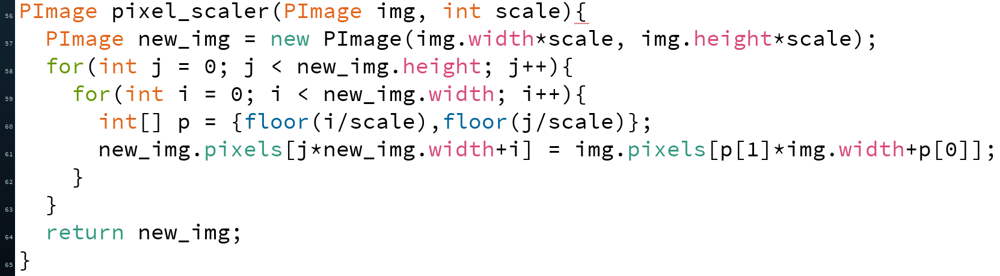 56 PImage pixel_scaler(PImage img, int scale){
57   PImage new_img = new PImage(img.width*scale, img.height*scale);
58   for(int j = 0; j < new_img.height; j++){
59     for(int i = 0; i < new_img.width; i++){
60       int[] p = {floor(i/scale),floor(j/scale)};
61       new_img.pixels[j*new_img.width+i] = img.pixels[p[1]*img.width+p[0]];
62     }
63   }
64   return new_img;
65 }